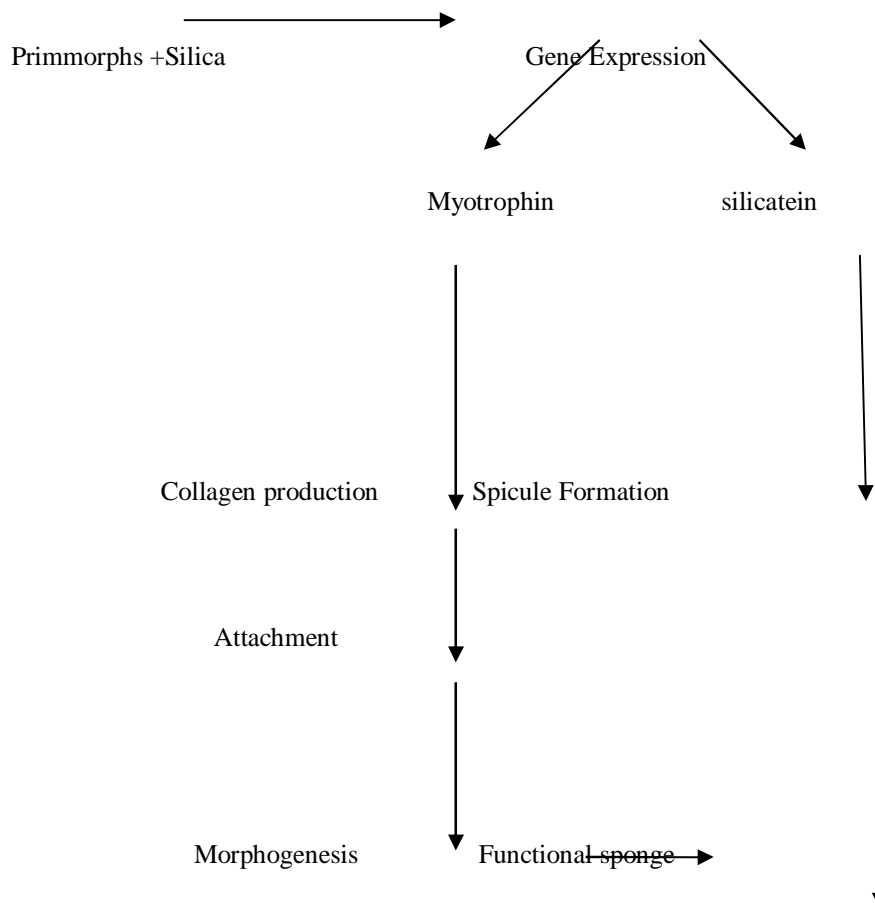 Primmorphs +Silica Gene Expression
Myotrophin silicatein
Collagen production Spicule Formation
Attachment
Morphogenesis Functional sponge